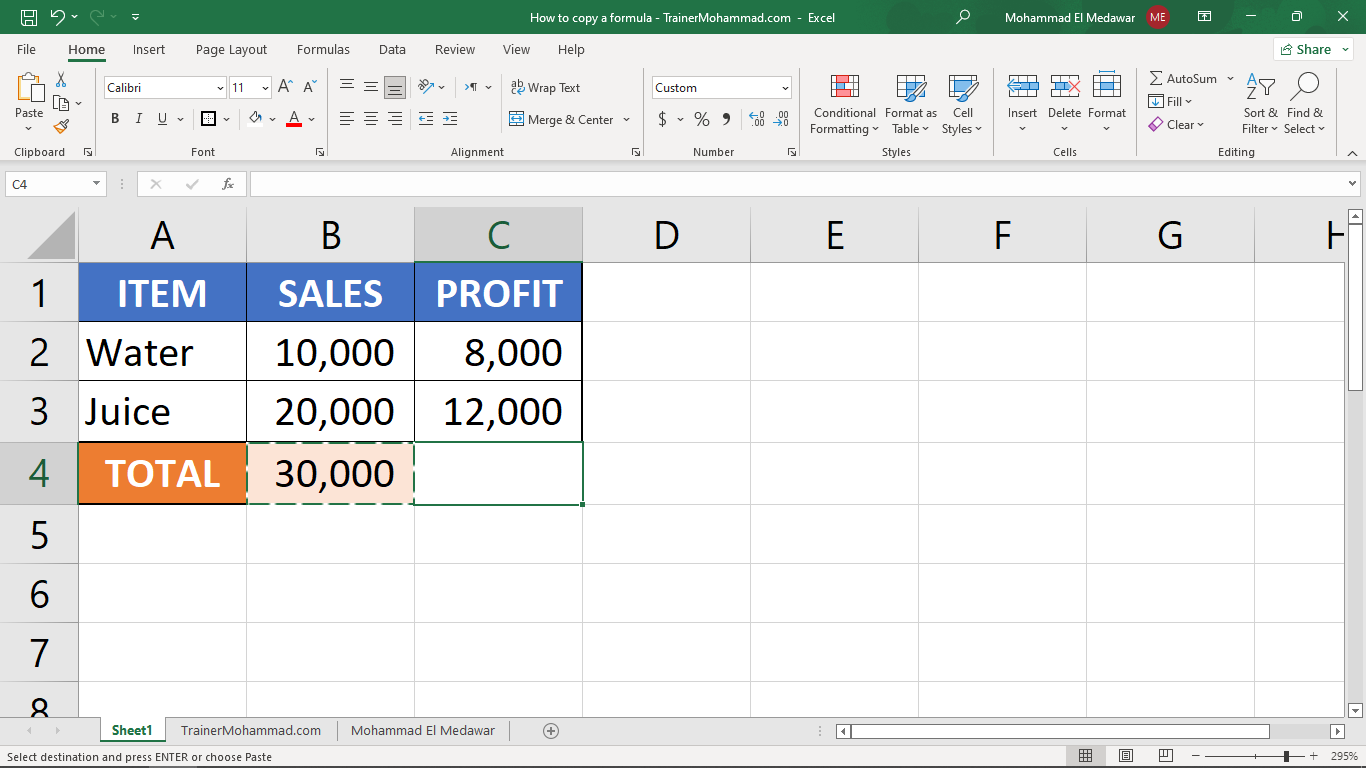 How to copy a formula - TrainerMohammad.com - Excel
Mohammad El Medawar ME
File Home Insert Page Layout Formulas Data Review View Help Share
Paste
Clipboard
Calibri 11
B I U A
Font
Wrap Text
Merge & Center
Alignment
Custom
$ % 9
Number
Conditional Formatting
Format as Table
Cell Styles
Styles
Insert Delete Format
Cells
AutoSum
Fill
Clear
Sort & Filter
Find & Select
Editing
C4 fx
A B C D E F G H
1 ITEM SALES PROFIT
2 Water 10,000 8,000
3 Juice 20,000 12,000
4 TOTAL 30,000
5
6
7
8
Sheet1 TrainerMohammad.com Mohammad El Medawar
Select destination and press ENTER or choose Paste 295%